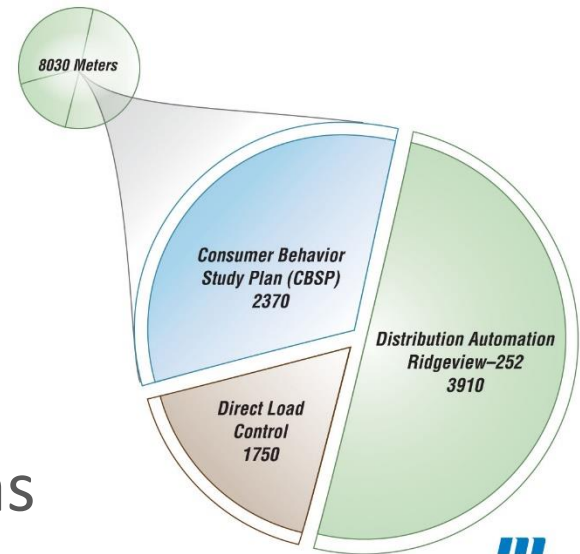 8030 Meters
Consumer Behavior
Study Plan (CBSP)
2370
Distribution Automation
Ridgeview–252
3910
Direct Load
Control
1750